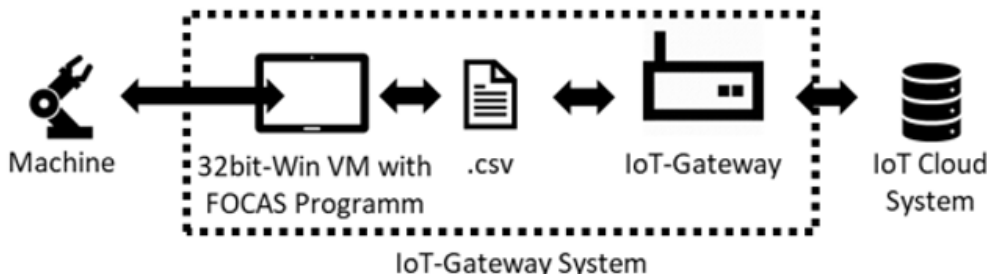 Machine
32bit-Win VM with
FOCAS Programm
.csv
IoT-Gateway
IoT Cloud
System
IoT-Gateway System